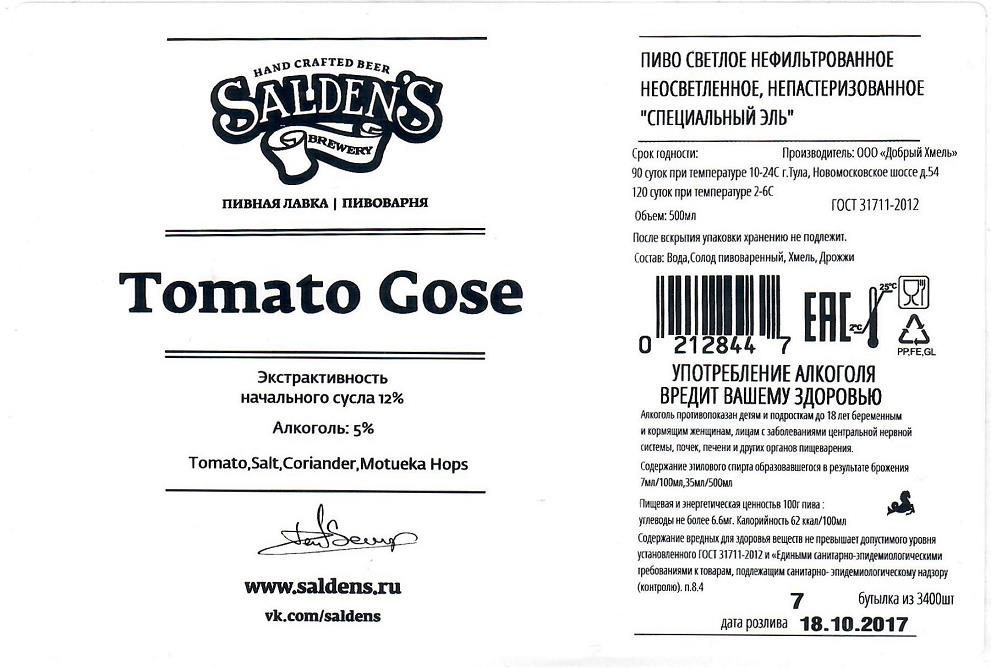 HAND CRAFTED BEER
SALDEN'S
BREWERY
ПИВНАЯ ЛАВКА | ПИВОВАРНЯ
Tomato Gose
Экстрактивность
начального сусла 12%
Алкоголь: 5%
Tomato,Salt,Coriander,Motueka Hops
www.saldens.ru
vk.com/saldens
ПИВО СВЕТЛОЕ НЕФИЛЬТРОВАННОЕ
НЕОСВЕТЛЕННОЕ, НЕПАСТЕРИЗОВАННОЕ
"СПЕЦИАЛЬНЫЙ ЭЛЬ"
Срок годности: Производитель: ООО «Добрый Хмель»
90 суток при температуре 10-24С г.Тула, Новомосковское шоссе д.54
120 суток при температуре 2-6С
ГОСТ 31711-2012
Объем: 500мл
После вскрытия упаковки хранению не подлежит.
Состав: Вода,Солод пивоваренный, Хмель, Дрожжи
0 212844 7
EAC
25°C
2°C
PP,FE,GL
УПОТРЕБЛЕНИЕ АЛКОГОЛЯ
ВРЕДИТ ВАШЕМУ ЗДОРОВЬЮ
Алкоголь противопоказан детям и подросткам до 18 лет беременным
и кормящим женщинам, лицам с заболеваниями центральной нервной
системы, почек, печени и других органов пищеварения.
Содержание этилового спирта образовавшегося в результате брожения
7мл/100мл,35мл/500мл
Пищевая и энергетическая ценностьв 100г пива :
углеводы не более 6.6мг. Калорийность 62 ккал/100мл
Содержание вредных для здоровья веществ не превышает допустимого уровня
установленного ГОСТ 31711-2012 и «Едиными санитарно-эпидемиологическими
требованиями к товарам, подлежащим санитарно- эпидемиологическому надзору
(контролю). п.8.4
7 бутылка из 3400шт
дата розлива 18.10.2017